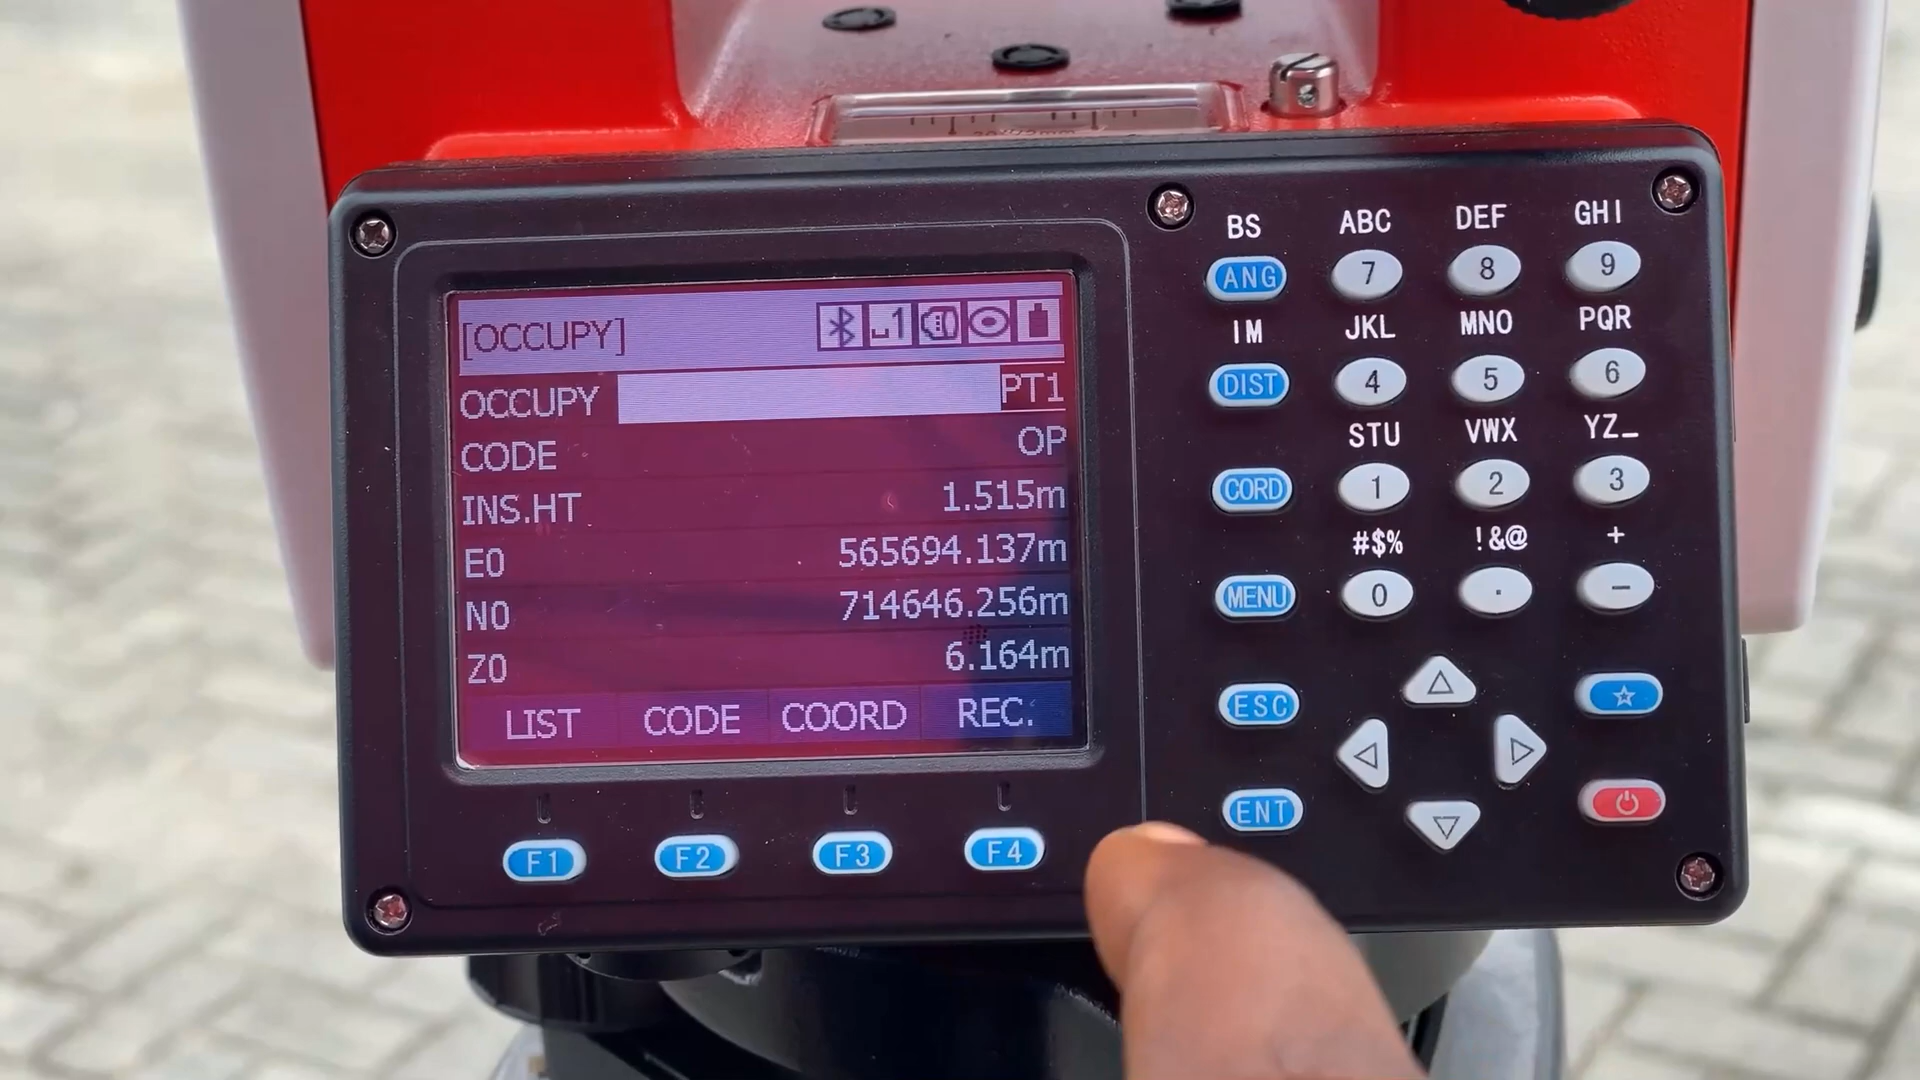 [OCCUPY] 1
OCCUPY PT1
CODE OP
INS.HT 1.515m
E0 565694.137m
N0 714646.256m
Z0 6.164m
LIST CODE COORD REC.
F1 F2 F3 F4
BS ABC DEF GHI
ANG 7 8 9
IM JKL MNO PQR
DIST 4 5 6
STU VWX YZ_
CORD 1 2 3
#$% !&@ +
MENU 0 . -
ESC
ENT